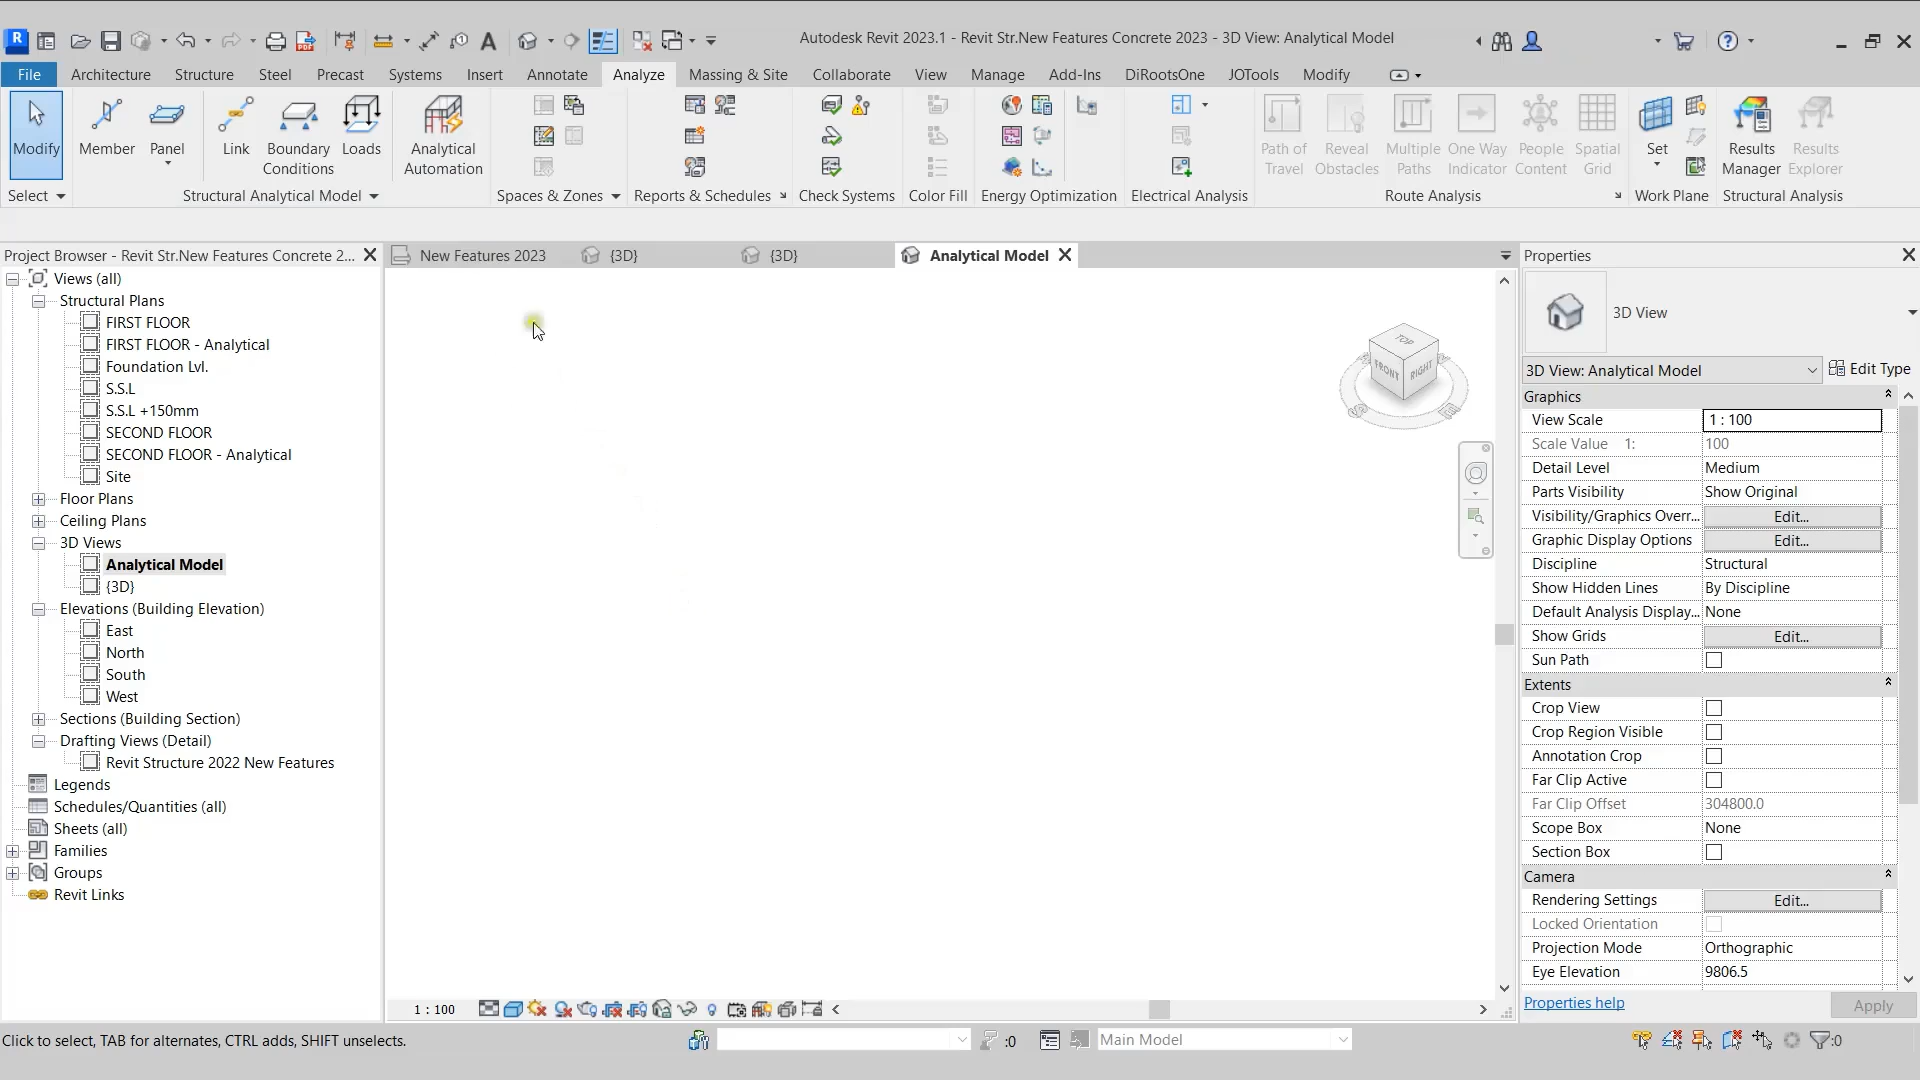 Autodesk Revit 2023.1 - Revit Str.New Features Concrete 2023 - 3D View: Analytical Model
File Architecture Structure Steel Precast Systems Insert Annotate Analyze Massing & Site Collaborate View Manage Add-Ins DiRootsOne JOTools Modify
Modify
Member
Panel
Link
Boundary
Conditions
Loads
Analytical
Automation
Path of
Travel
Reveal
Obstacles
Multiple
Paths
One Way
Indicator
People
Content
Spatial
Grid
Set
Results
Manager
Results
Explorer
Select
Structural Analytical Model
Spaces & Zones
Reports & Schedules
Check Systems
Color Fill
Energy Optimization
Electrical Analysis
Route Analysis
Work Plane
Structural Analysis
Project Browser - Revit Str.New Features Concrete 2...
Views (all)
Structural Plans
FIRST FLOOR
FIRST FLOOR - Analytical
Foundation Lvl.
S.S.L
S.S.L +150mm
SECOND FLOOR
SECOND FLOOR - Analytical
Site
Floor Plans
Ceiling Plans
3D Views
Analytical Model
{3D}
Elevations (Building Elevation)
East
North
South
West
Sections (Building Section)
Drafting Views (Detail)
Revit Structure 2022 New Features
Legends
Schedules/Quantities (all)
Sheets (all)
Families
Groups
Revit Links
New Features 2023
{3D}
{3D}
Analytical Model
TOP
FRONT
RIGHT
Properties
3D View
3D View: Analytical Model
Edit Type
Graphics
View Scale 1 : 100
Scale Value 1: 100
Detail Level Medium
Parts Visibility Show Original
Visibility/Graphics Overr... Edit...
Graphic Display Options Edit...
Discipline Structural
Show Hidden Lines By Discipline
Default Analysis Display... None
Show Grids Edit...
Sun Path
Extents
Crop View
Crop Region Visible
Annotation Crop
Far Clip Active
Far Clip Offset 304800.0
Scope Box None
Section Box
Camera
Rendering Settings Edit...
Locked Orientation
Projection Mode Orthographic
Eye Elevation 9806.5
Properties help
Apply
1 : 100
Click to select, TAB for alternates, CTRL adds, SHIFT unselects.
:0
Main Model
:0